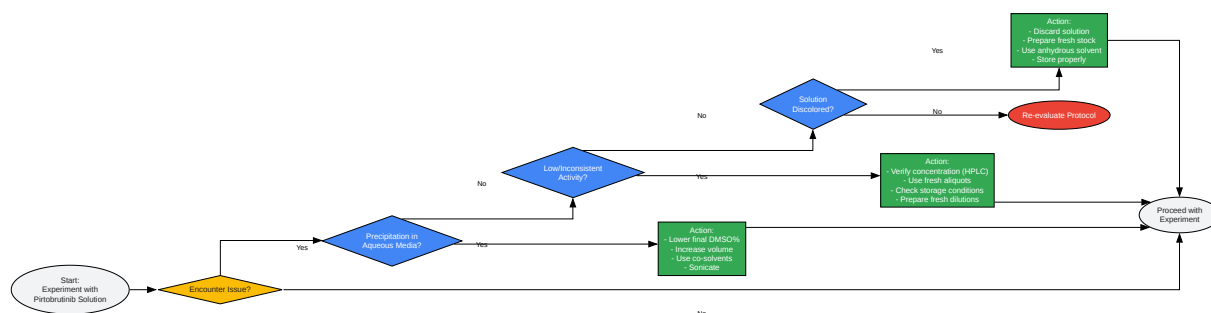 Start:
Experiment with
Pirtobrutinib Solution
Encounter Issue?
Yes
No
Precipitation in
Aqueous Media?
Yes
No
Action:
- Lower final DMSO%
- Increase volume
- Use co-solvents
- Sonicate
Low/Inconsistent
Activity?
Yes
No
Action:
- Verify concentration (HPLC)
- Use fresh aliquots
- Check storage conditions
- Prepare fresh dilutions
Solution
Discolored?
Yes
No
Action:
- Discard solution
- Prepare fresh stock
- Use anhydrous solvent
- Store properly
Re-evaluate Protocol
Proceed with
Experiment